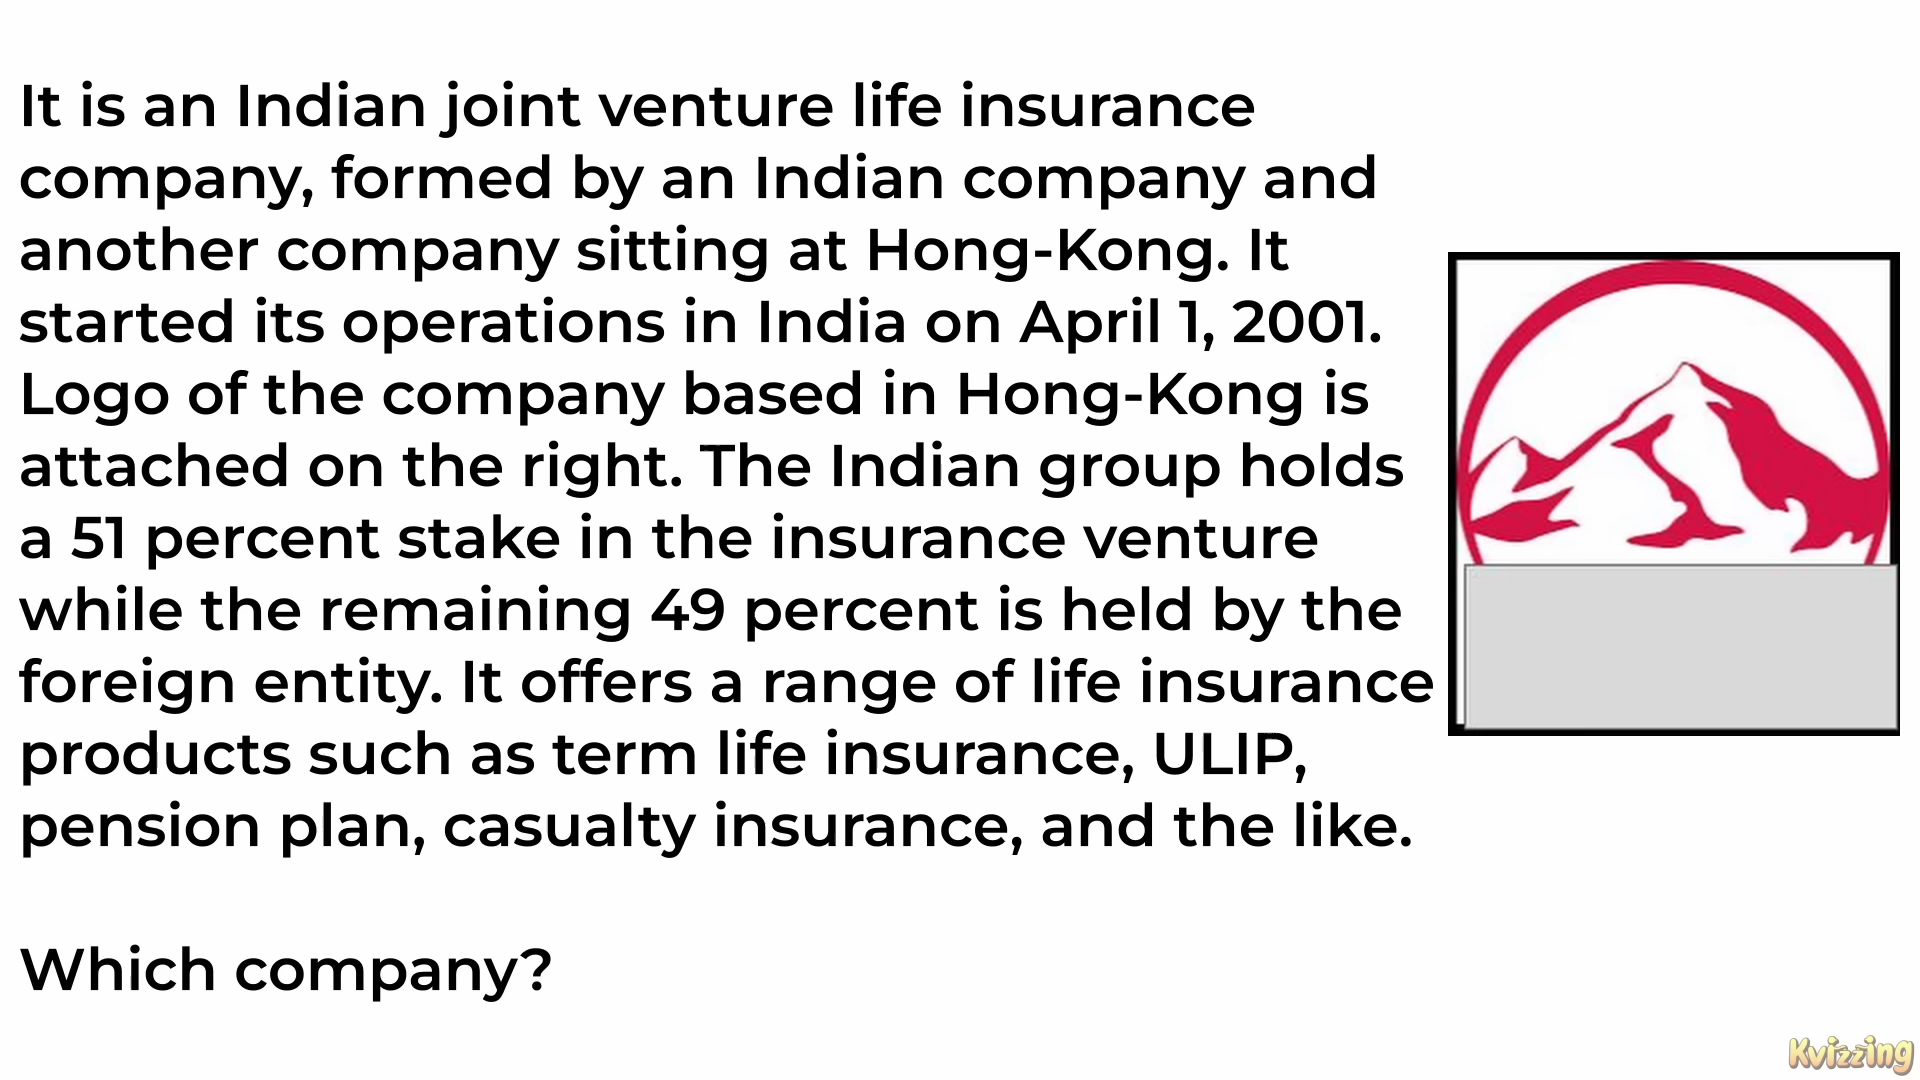 It is an Indian joint venture life insurance
company, formed by an Indian company and
another company sitting at Hong-Kong. It
started its operations in India on April 1, 2001.
Logo of the company based in Hong-Kong is
attached on the right. The Indian group holds
a 51 percent stake in the insurance venture
while the remaining 49 percent is held by the
foreign entity. It offers a range of life insurance
products such as term life insurance, ULIP,
pension plan, casualty insurance, and the like.
Which company?
Kvizzing